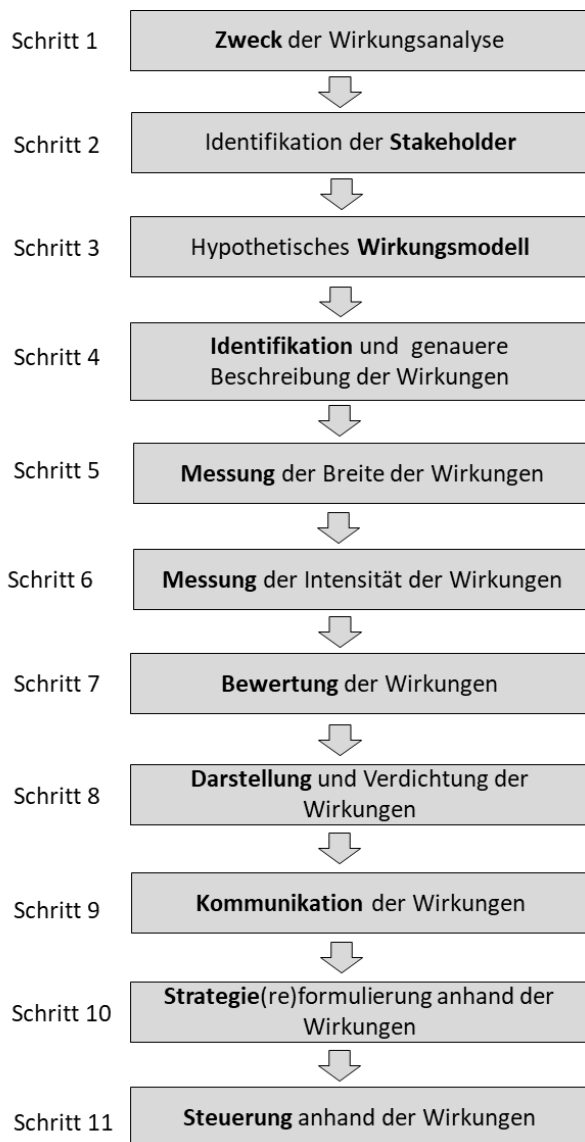 Schritt 1
Zweck der Wirkungsanalyse
Schritt 2
Identifikation der Stakeholder
Schritt 3
Hypothetisches Wirkungsmodell
Schritt 4
Identifikation und genauere
Beschreibung der Wirkungen
Schritt 5
Messung der Breite der Wirkungen
Schritt 6
Messung der Intensität der Wirkungen
Schritt 7
Bewertung der Wirkungen
Schritt 8
Darstellung und Verdichtung der
Wirkungen
Schritt 9
Kommunikation der Wirkungen
Schritt 10
Strategie(re)formulierung anhand der
Wirkungen
Schritt 11
Steuerung anhand der Wirkungen